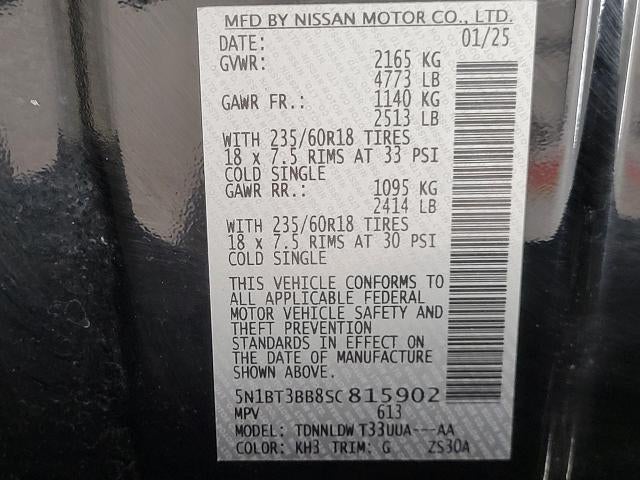 MFD BY NISSAN MOTOR CO., LTD.
DATE: 01/25
GVWR: 2165 KG
4773 LB
GAWR FR.: 1140 KG
2513 LB
WITH 235/60R18 TIRES
18 x 7.5 RIMS AT 33 PSI
COLD SINGLE
GAWR RR.: 1095 KG
2414 LB
WITH 235/60R18 TIRES
18 x 7.5 RIMS AT 30 PSI
COLD SINGLE
THIS VEHICLE CONFORMS TO
ALL APPLICABLE FEDERAL
MOTOR VEHICLE SAFETY AND
THEFT PREVENTION
STANDARDS IN EFFECT ON
THE DATE OF MANUFACTURE
SHOWN ABOVE.
5N1BT3BB8SC815902
MPV 613
MODEL: TDNNLDW T33UUA---AA
COLOR: KH3 TRIM: G ZS30A